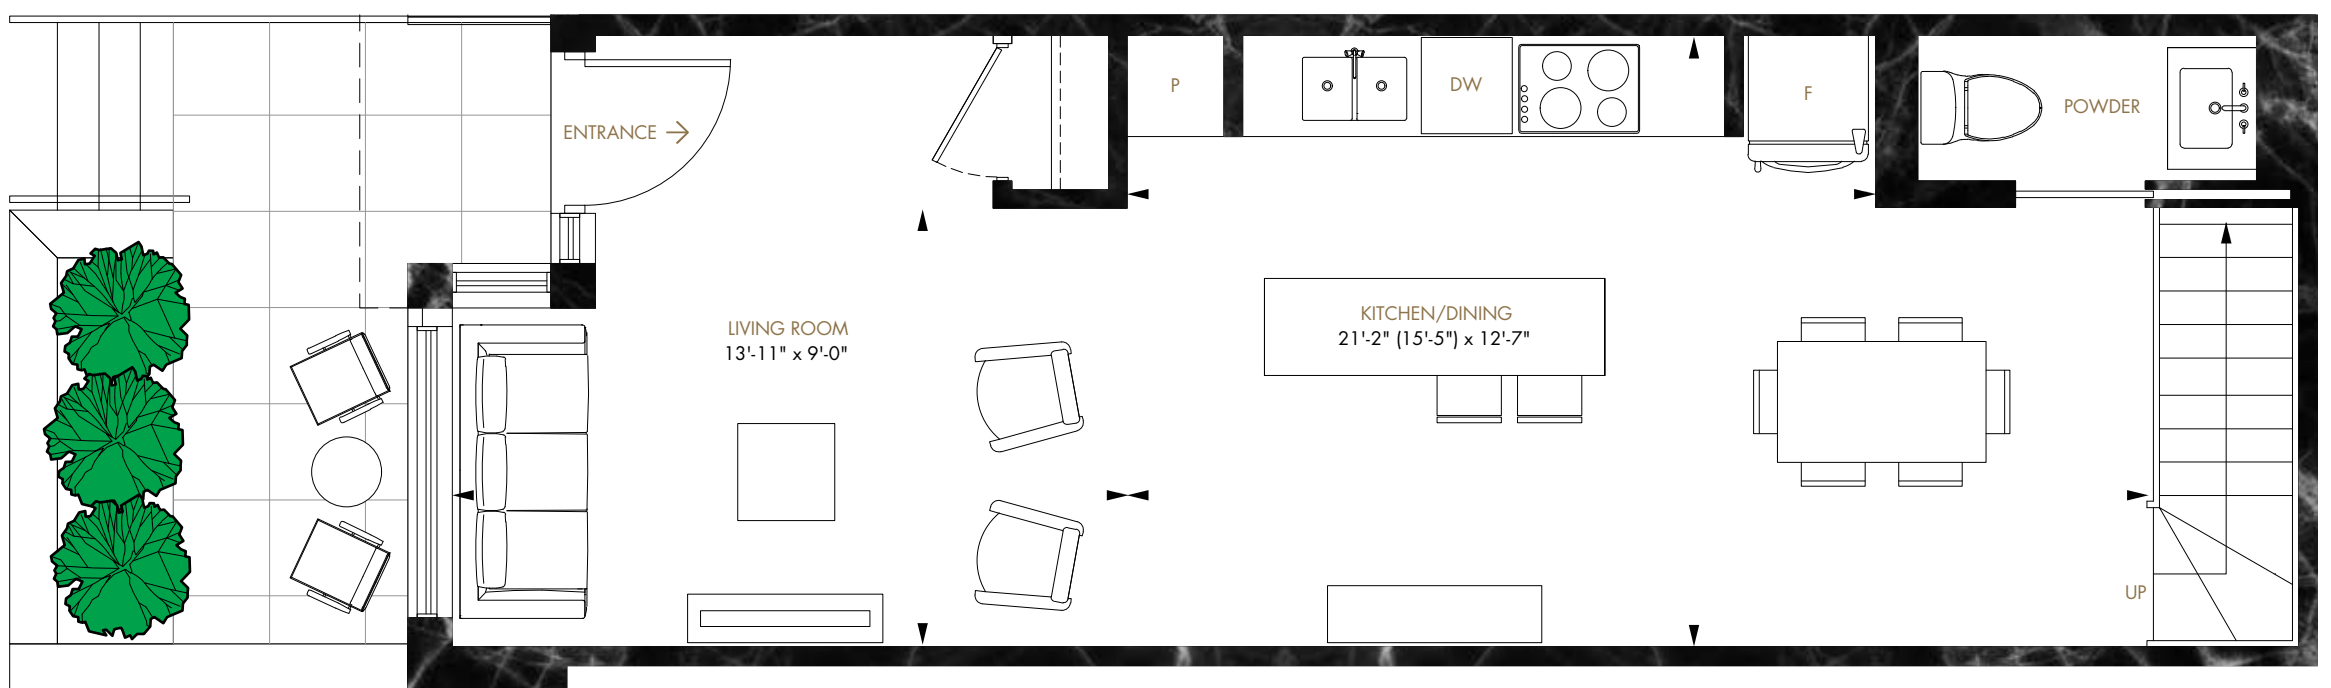 ENTRANCE
P
DW
F
POWDER
LIVING ROOM
13'-11" x 9'-0"
KITCHEN/DINING
21'-2" (15'-5") x 12'-7"
UP